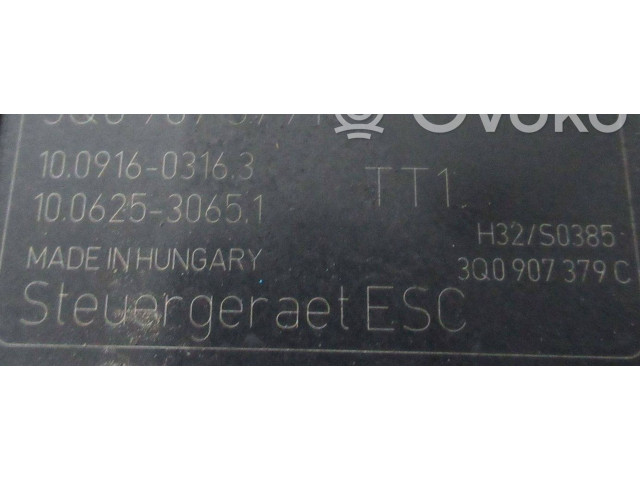 OVOKO
10.0916-0316.3
TT1
10.0625-3065.1
H32/S0385
MADE IN HUNGARY
3Q0 907 379 C
Steuergeraet ESC